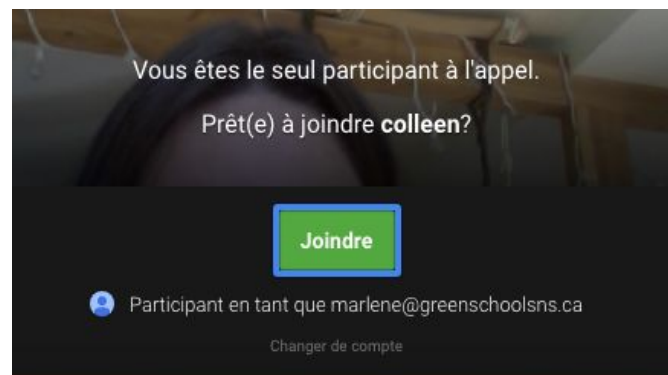 Vous êtes le seul participant à l'appel.
Prêt(e) à joindre colleen?
Joindre
Participant en tant que marlene@greenschoolsns.ca
Changer de compte